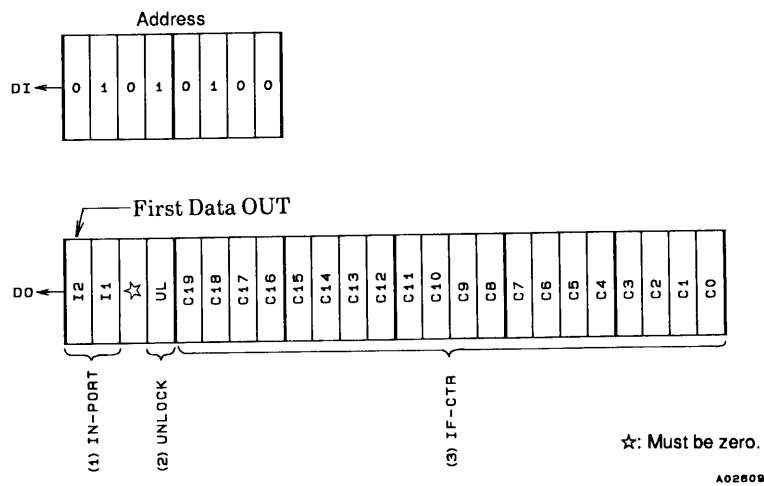 Address
DI 0 1 0 1 0 1 0 0
First Data OUT
DO I2 I1 ☆ UL C19 C18 C17 C16 C15 C14 C13 C12 C11 C10 C9 C8 C7 C6 C5 C4 C3 C2 C1 C0
(1) IN-PORT
(2) UNLOCK
(3) IF-CTR
☆: Must be zero.
A02609